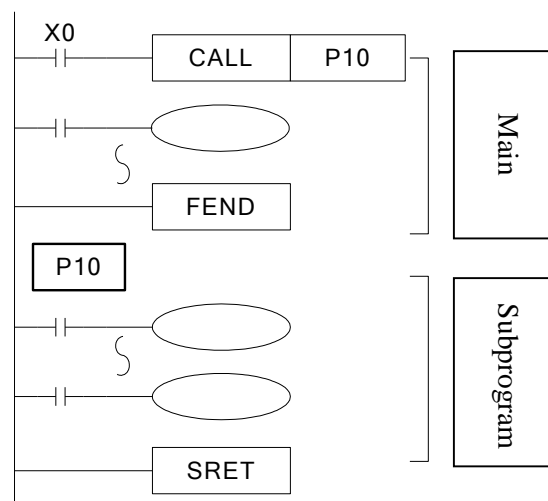 X0
CALL P10
FEND
Main
P10
SRET
Subprogram